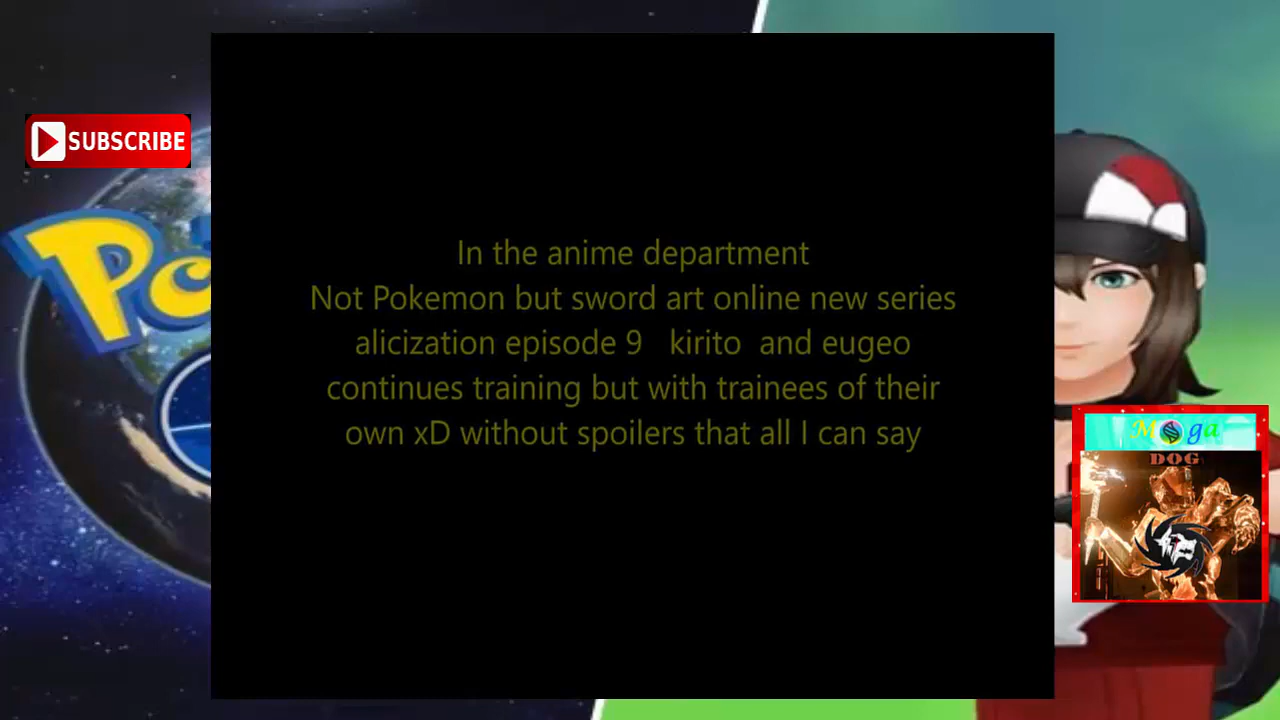 SUBSCRIBE
In the anime department
Not Pokemon but sword art online new series
alicization episode 9 kirito and eugeo
continues training but with trainees of their
own xD without spoilers that all I can say
DOG